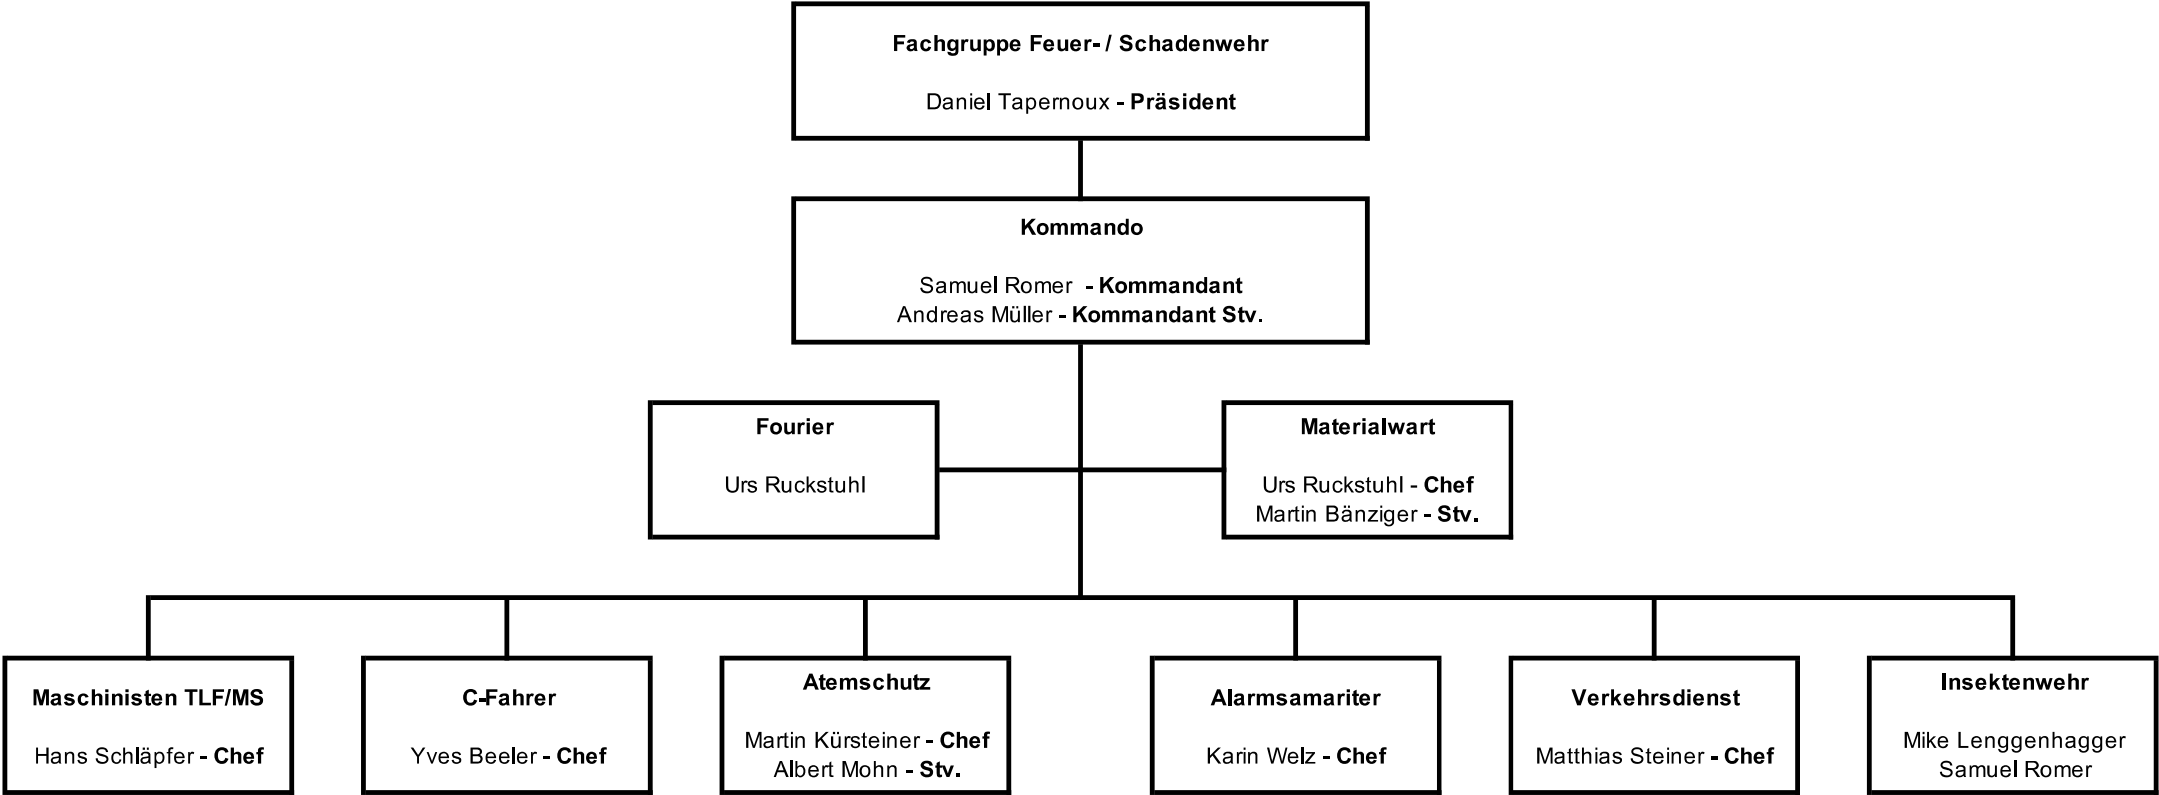 Fachgruppe Feuer- / Schadenwehr
Daniel Tapernoux - Präsident
Kommando
Samuel Romer - Kommandant
Andreas Müller - Kommandant Stv.
Fourier
Urs Ruckstuhl
Materialwart
Urs Ruckstuhl - Chef
Martin Bänziger - Stv.
Maschinisten TLF/MS
Hans Schläpfer - Chef
C-Fahrer
Yves Beeler - Chef
Atemschutz
Martin Kürsteiner - Chef
Albert Mohn - Stv.
Alarmsamariter
Karin Welz - Chef
Verkehrsdienst
Matthias Steiner - Chef
Insektenwehr
Mike Lenggenhagger
Samuel Romer